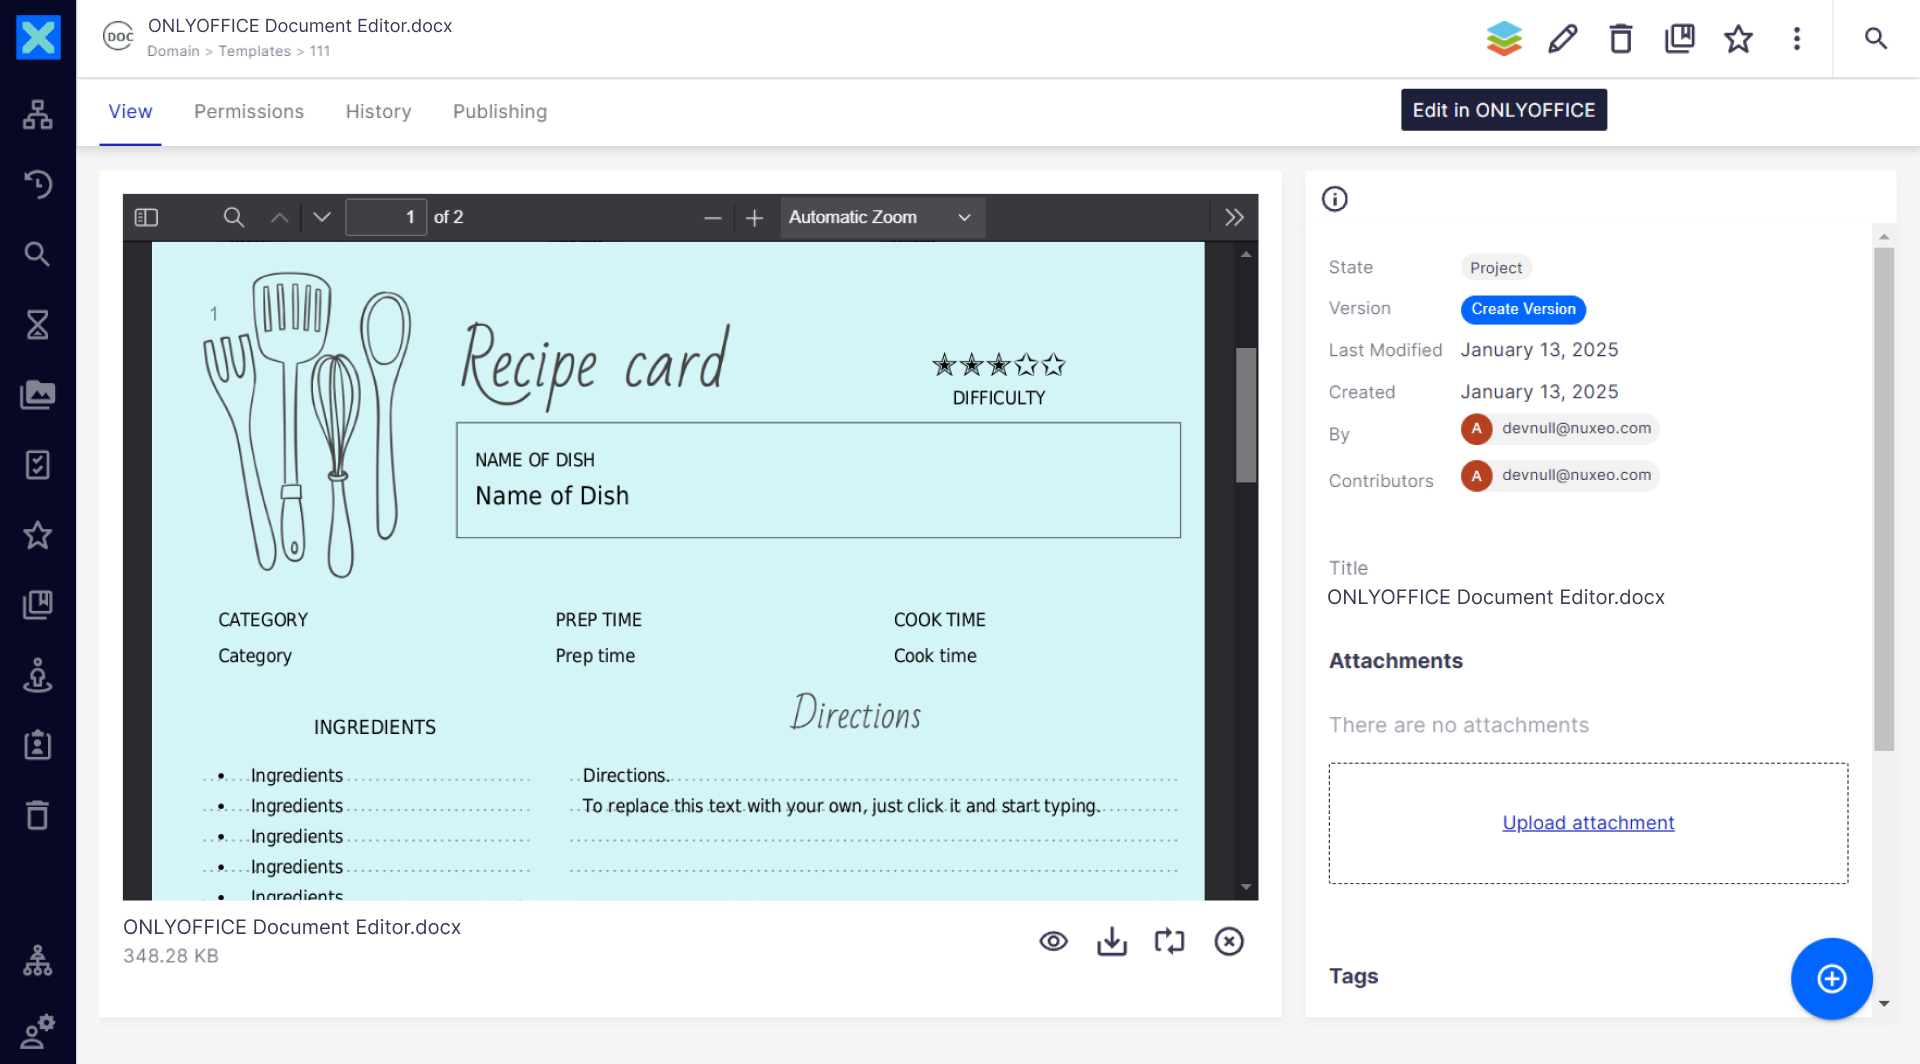 DOC
ONLYOFFICE Document Editor.docx
Domain > Templates > 111
View
Permissions
History
Publishing
Edit in ONLYOFFICE
1 of 2
Automatic Zoom
1
Recipe card
DIFFICULTY
NAME OF DISH
Name of Dish
CATEGORY
PREP TIME
COOK TIME
Category
Prep time
Cook time
INGREDIENTS
Directions
• Ingredients
• Ingredients
• Ingredients
• Ingredients
• Ingredients
Directions.
To replace this text with your own, just click it and start typing.
ONLYOFFICE Document Editor.docx
348.28 KB
State
Project
Version
Create Version
Last Modified
January 13, 2025
Created
January 13, 2025
By
A
devnull@nuxeo.com
Contributors
A
devnull@nuxeo.com
Title
ONLYOFFICE Document Editor.docx
Attachments
There are no attachments
Upload attachment
Tags